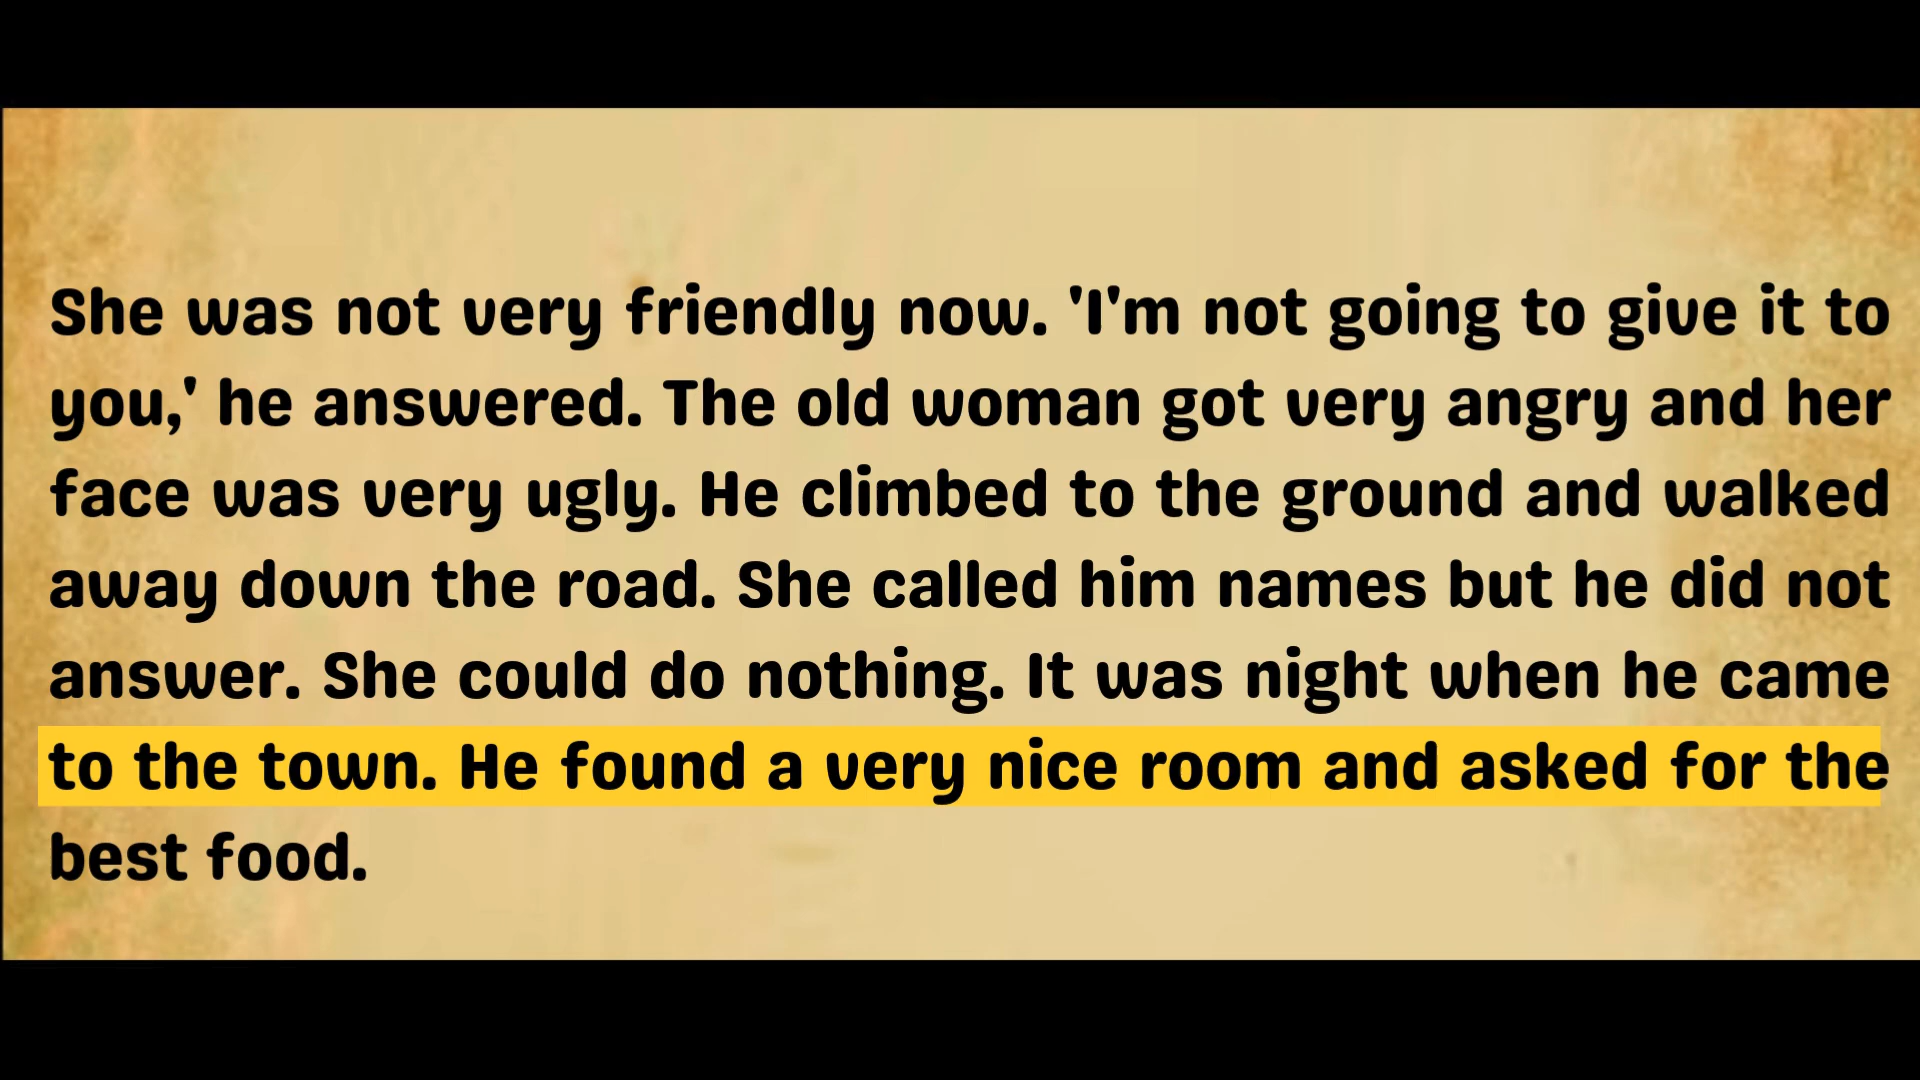 She was not very friendly now. 'I'm not going to give it to
you,' he answered. The old woman got very angry and her
face was very ugly. He climbed to the ground and walked
away down the road. She called him names but he did not
answer. She could do nothing. It was night when he came
to the town. He found a very nice room and asked for the
best food.